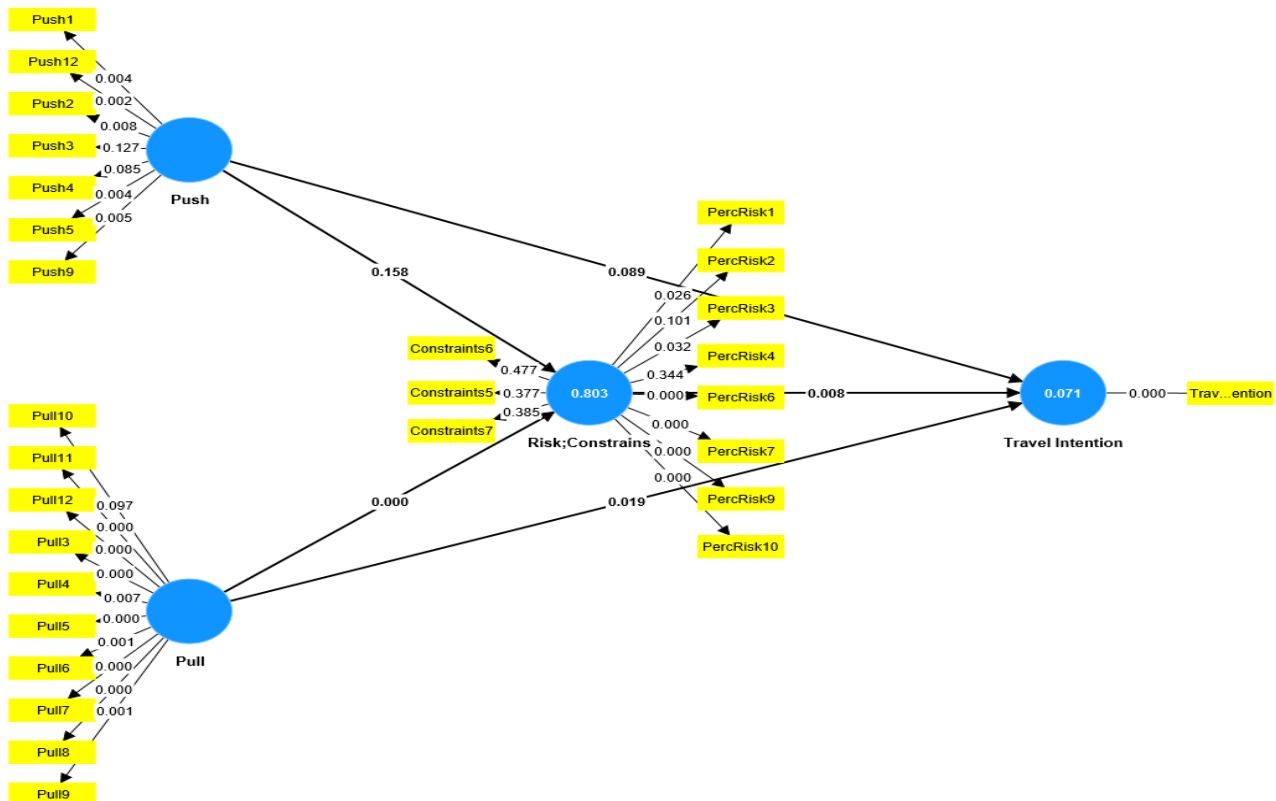 Push1
Push12
Push2
Push3
Push4
Push5
Push9
0.004
0.002
0.008
0.127
0.085
0.004
0.005
Push
0.158
0.089
Pull10
Pull11
Pull12
Pull3
Pull4
Pull5
Pull6
Pull7
Pull8
Pull9
0.097
0.000
0.000
0.000
0.007
0.000
0.001
0.000
0.000
0.001
Pull
0.000
0.019
Constraints6
Constraints5
Constraints7
0.477
0.377
0.385
0.803
Risk;Constrains
0.026
0.101
0.032
0.344
0.000
0.000
0.000
0.000
PercRisk1
PercRisk2
PercRisk3
PercRisk4
PercRisk6
PercRisk7
PercRisk9
PercRisk10
0.008
0.071
Travel Intention
0.000
Trav...ention